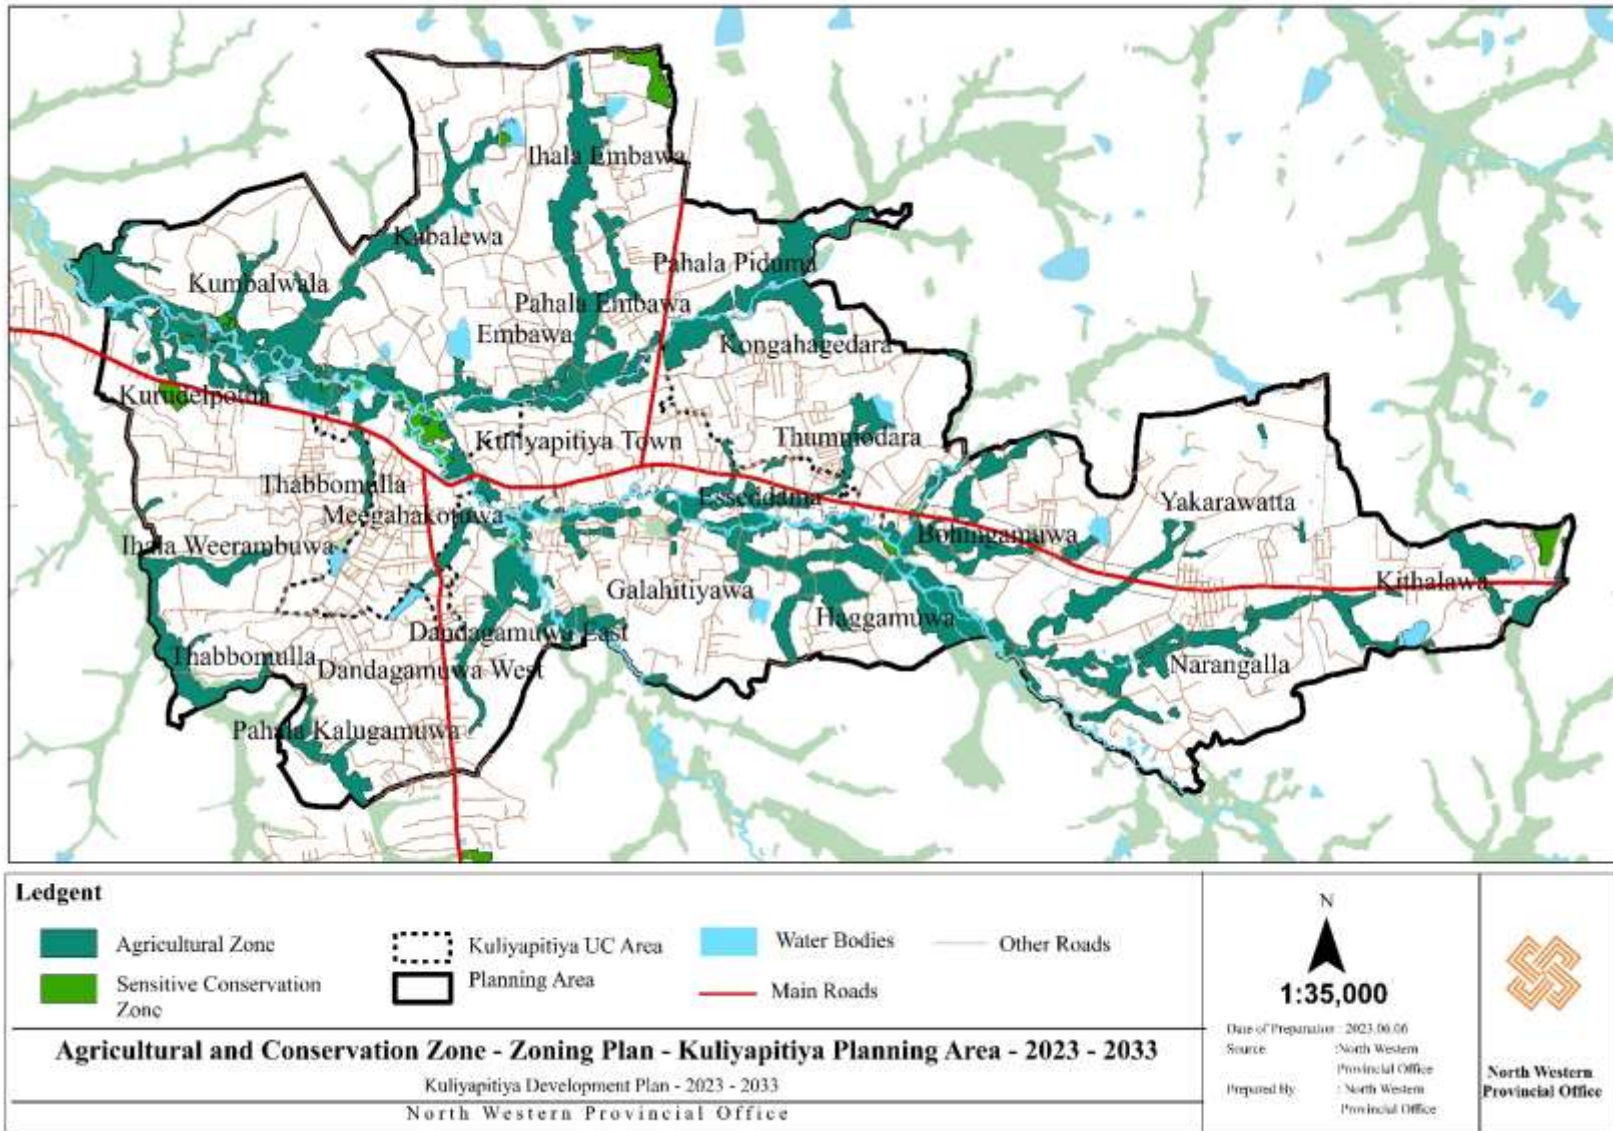 Ihala Embawa
Kabalewa
Pahala Piduma
Kumbalwala
Pahala Embawa
Embawa
Kongahagedara
Kurudelpotha
Kuliyapitiya Town
Thummodara
Thabbomulla
Esseddama
Yakarawatta
Meegahakotuwa
Ihala Weerambuwa
Bohingamuwa
Galahitiyawa
Kithalawa
Haggamuwa
Dandagamuwa East
Thabbomulla
Dandagamuwa West
Narangalla
Pahala Kalugamuwa
Ledgent
Agricultural Zone
Sensitive Conservation
Zone
Kuliyapitiya UC Area
Planning Area
Water Bodies
Main Roads
Other Roads
N
1:35,000
Date of Preparation : 2023.06.06
Source :North Western
Provincial Office
Prepared By : North Western
Provincial Office
North Western
Provincial Office
Agricultural and Conservation Zone - Zoning Plan - Kuliyapitiya Planning Area - 2023 - 2033
Kuliyapitiya Development Plan - 2023 - 2033
North Western Provincial Office